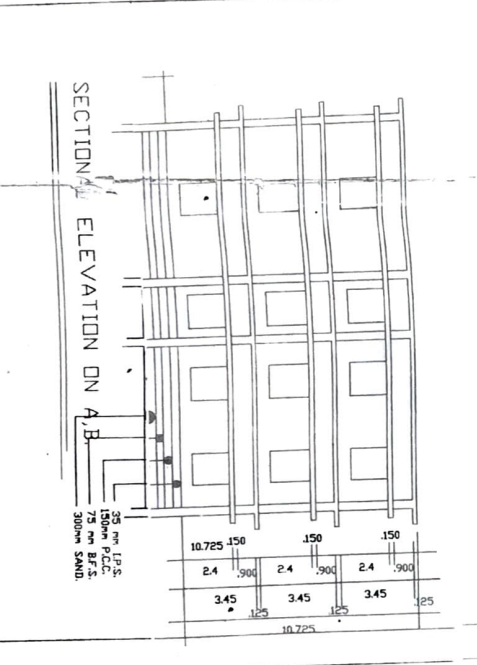 SECTIONAL ELEVATION ON A,B.
35 mm I.P.S.
150mm P.C.C.
75 mm B.F.S.
300mm SAND.
10.725 .150 .150 .150
2.4 .900 2.4 .900 2.4 .900
3.45 .125 3.45 .125 3.45 .125
10.725